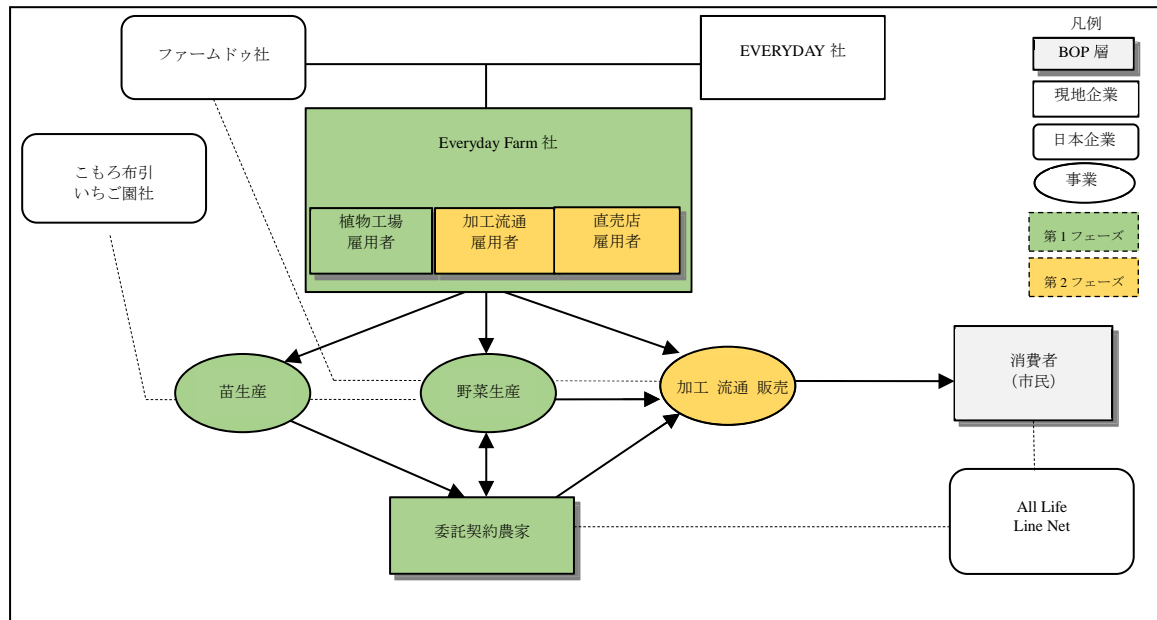 ファームドゥ社
EVERYDAY 社
凡例
BOP 層
現地企業
日本企業
事業
第1フェーズ
第2フェーズ
Everyday Farm 社
こもろ布引
いちご園社
植物工場
雇用者
加工流通
雇用者
直売店
雇用者
苗生産
野菜生産
加工 流通 販売
消費者
（市民）
委託契約農家
All Life
Line Net